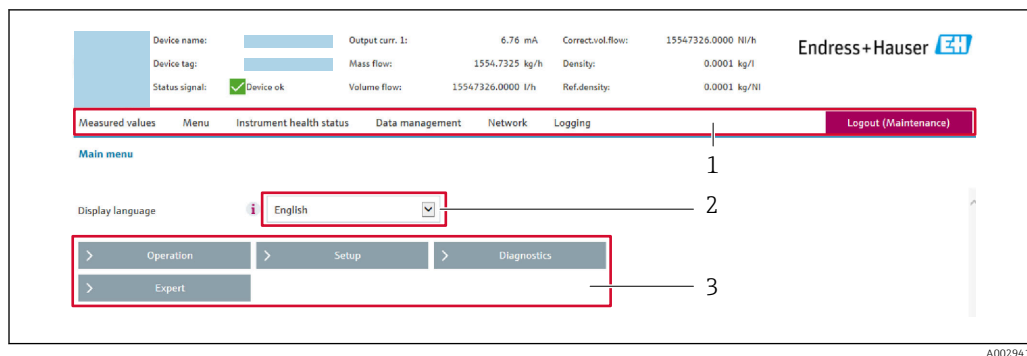 Device name: Output curr. 1: 6.76 mA Correct.vol.flow: 15547326.0000 Nl/h
Endress+Hauser EH
Device tag: Mass flow: 1554.7325 kg/h Density: 0.0001 kg/l
Status signal: Device ok Volume flow: 15547326.0000 l/h Ref.density: 0.0001 kg/Nl
Measured values Menu Instrument health status Data management Network Logging Logout (Maintenance)
1
Main menu
Display language i English 2
> Operation > Setup > Diagnostics
> Expert 3